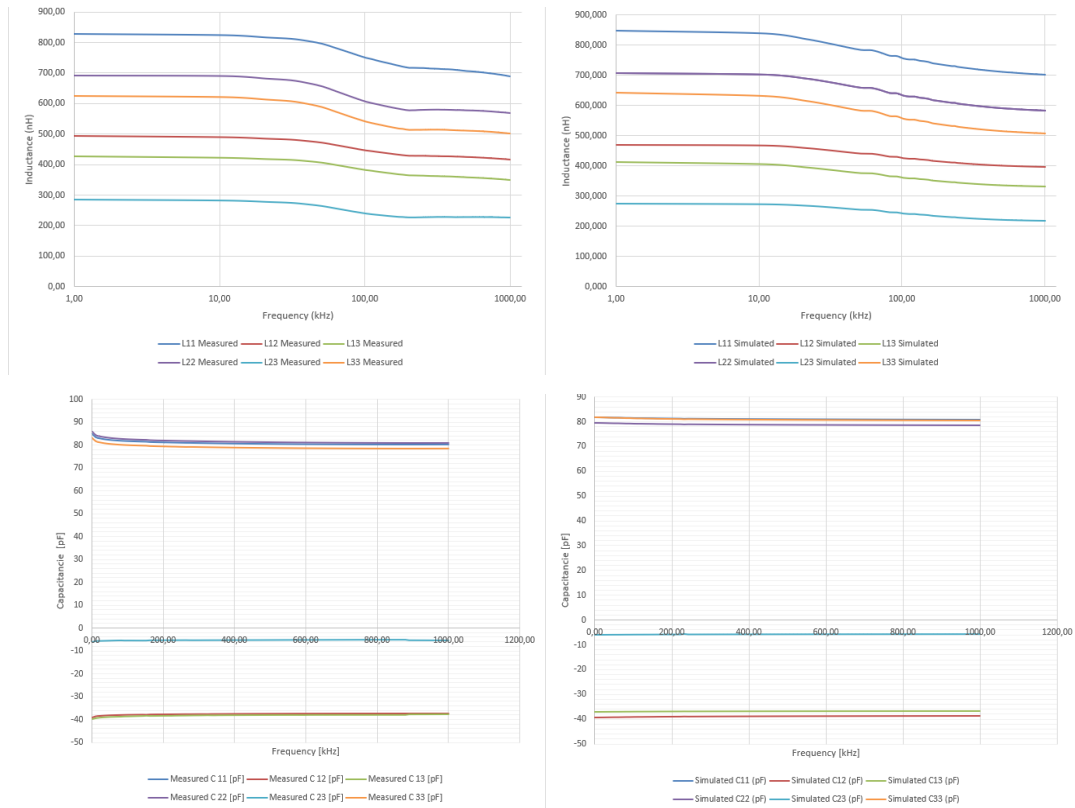 900,00
800,00
700,00
600,00
500,00
400,00
300,00
200,00
100,00
0,00
Inductance (nH)
1,00 10,00 100,00 1000,00
Frequency (kHz)
L11 Measured L12 Measured L13 Measured
L22 Measured L23 Measured L33 Measured
900,000
800,000
700,000
600,000
500,000
400,000
300,000
200,000
100,000
0,000
Inductance (nH)
1,00 10,00 100,00 1000,00
Frequency (kHz)
L11 Simulated L12 Simulated L13 Simulated
L22 Simulated L23 Simulated L33 Simulated
100
90
80
70
60
50
40
30
20
10
0
-10
-20
-30
-40
-50
Capacitancie [pF]
0,00 200,00 400,00 600,00 800,00 1000,00 1200,00
Frequency [kHz]
Measured C 11 [pF] Measured C 12 [pF] Measured C 13 [pF]
Measured C 22 [pF] Measured C 23 [pF] Measured C 33 [pF]
90
80
70
60
50
40
30
20
10
0
-10
-20
-30
-40
-50
Capacitancie [pF]
0,00 200,00 400,00 600,00 800,00 1000,00 1200,00
Frequency [kHz]
Simulated C11 (pF) Simulated C12 (pF) Simulated C13 (pF)
Simulated C22 (pF) Simulated C23 (pF) Simulated C33 (pF)